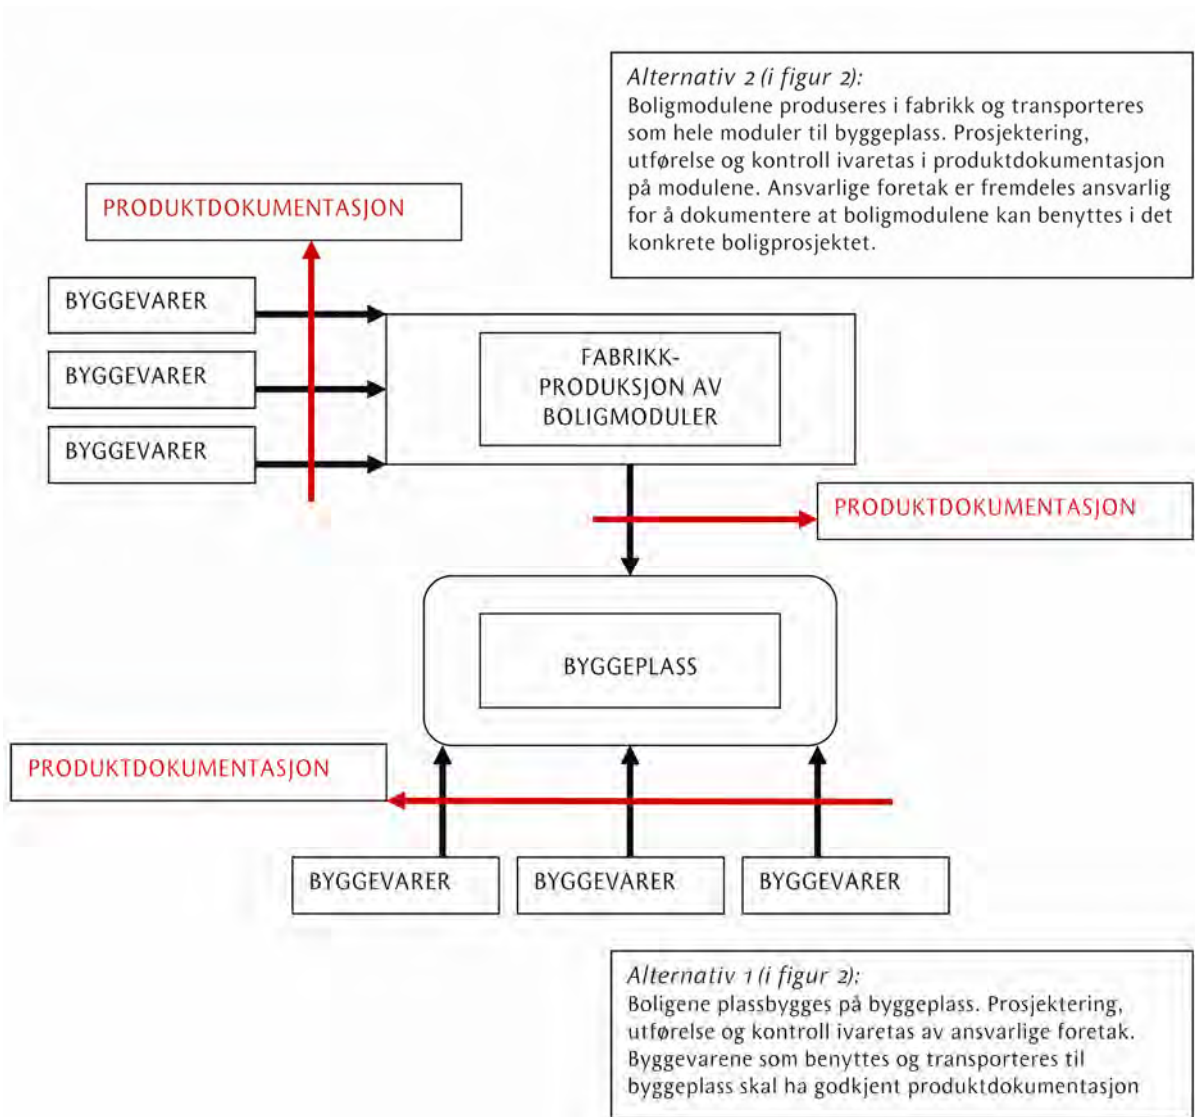 Alternativ 2 (i figur 2):
Boligmodulene produseres i fabrikk og transporteres
som hele moduler til byggeplass. Prosjektering,
utførelse og kontroll ivaretas i produktdokumentasjon
på modulene. Ansvarlige foretak er fremdeles ansvarlig
for å dokumentere at boligmodulene kan benyttes i det
konkrete boligprosjektet.
PRODUKTDOKUMENTASJON
BYGGEVARER
BYGGEVARER
BYGGEVARER
FABRIKK-
PRODUKSJON AV
BOLIGMODULER
PRODUKTDOKUMENTASJON
BYGGEPLASS
PRODUKTDOKUMENTASJON
BYGGEVARER
BYGGEVARER
BYGGEVARER
Alternativ 1 (i figur 2):
Boligene plassbygges på byggeplass. Prosjektering,
utførelse og kontroll ivaretas av ansvarlige foretak.
Byggevarene som benyttes og transporteres til
byggeplass skal ha godkjent produktdokumentasjon